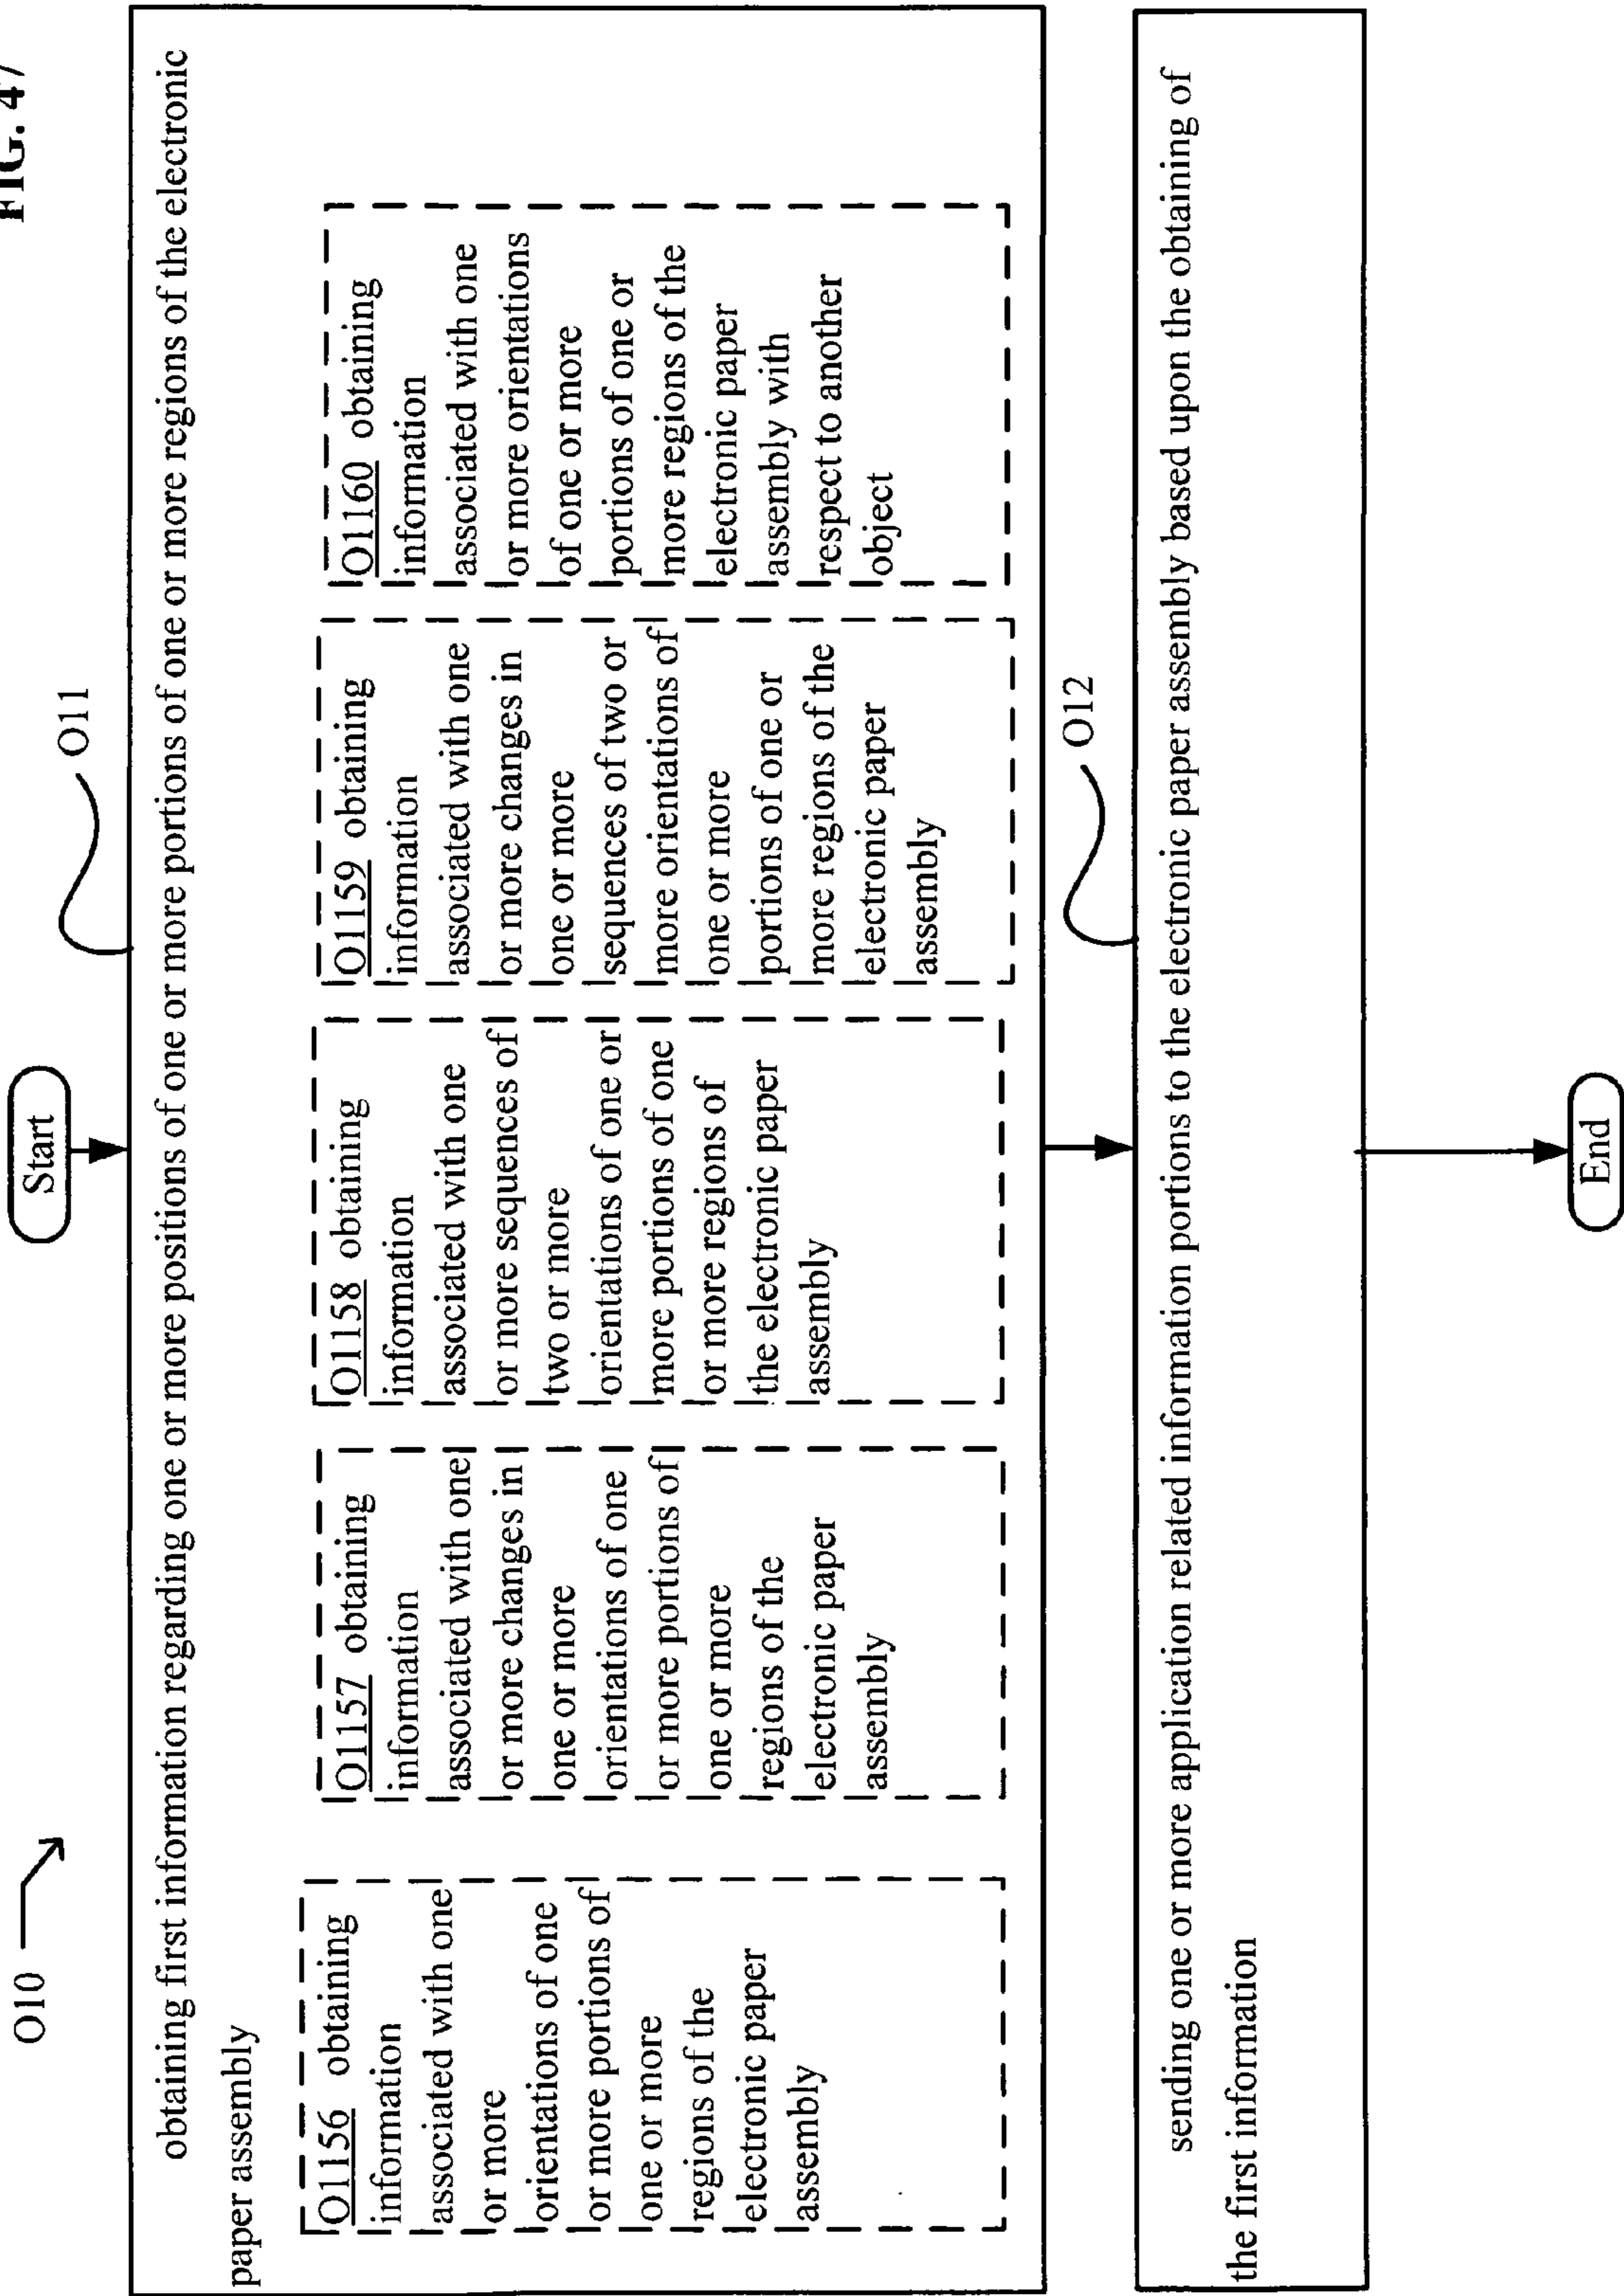 FIG. 47
O10
Start
O11
obtaining first information regarding one or more positions of one or more portions of one or more regions of the electronic
paper assembly
O1156 obtaining
information
associated with one
or more
orientations of one
or more portions of
one or more
regions of the
electronic paper
assembly
O1157 obtaining
information
associated with one
or more changes in
one or more
orientations of one
or more portions of
one or more
regions of the
electronic paper
assembly
O1158 obtaining
information
associated with one
or more sequences of
two or more
orientations of one or
more portions of one
or more regions of
the electronic paper
assembly
O1159 obtaining
information
associated with one
or more changes in
one or more
sequences of two or
more orientations of
one or more
portions of one or
more regions of the
electronic paper
assembly
O1160 obtaining
information
associated with one
or more orientations
of one or more
portions of one or
more regions of the
electronic paper
assembly with
respect to another
object
O12
sending one or more application related information portions to the electronic paper assembly based upon the obtaining of
the first information
End